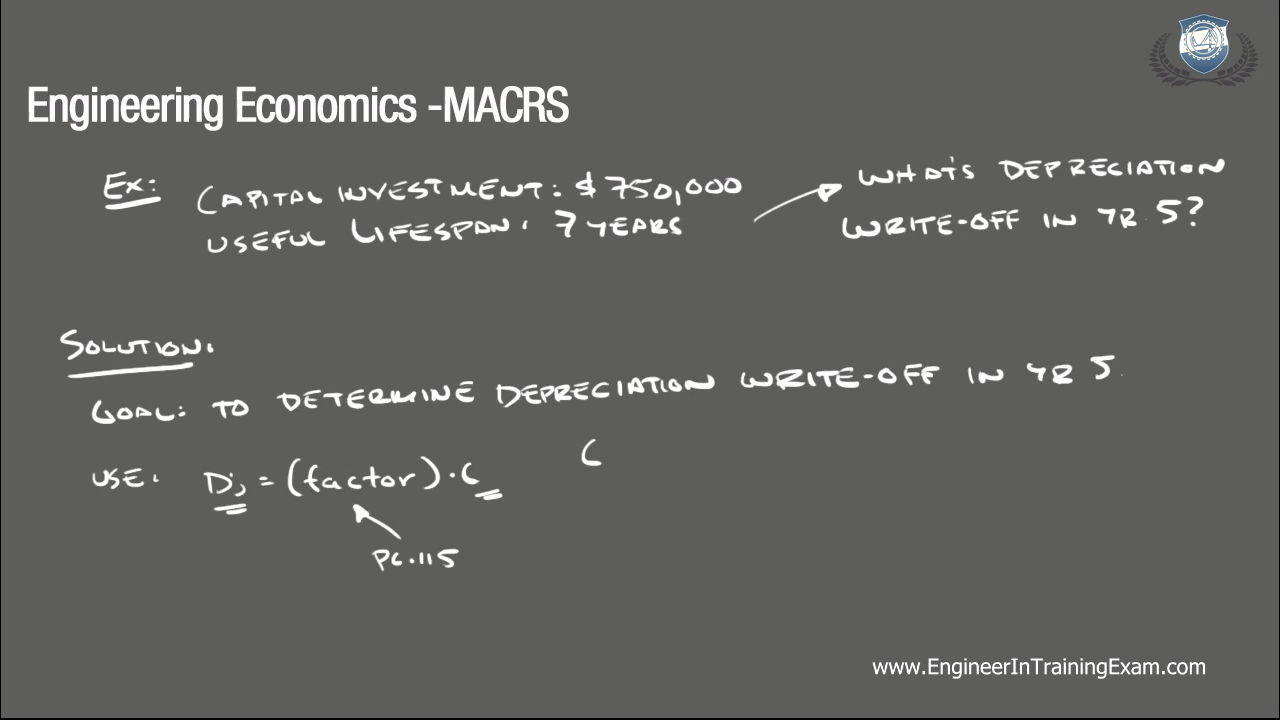 Engineering Economics -MACRS
Ex: CAPITAL INVESTMENT: $750,000
USEFUL LIFESPAN: 7 YEARS
WHAT'S DEPRECIATION
WRITE-OFF IN YR 5?
SOLUTION:
GOAL: TO DETERMINE DEPRECIATION WRITE-OFF IN YR 5.
USE: Dj = (factor) · C
C
PG. 115
www.EngineerInTrainingExam.com